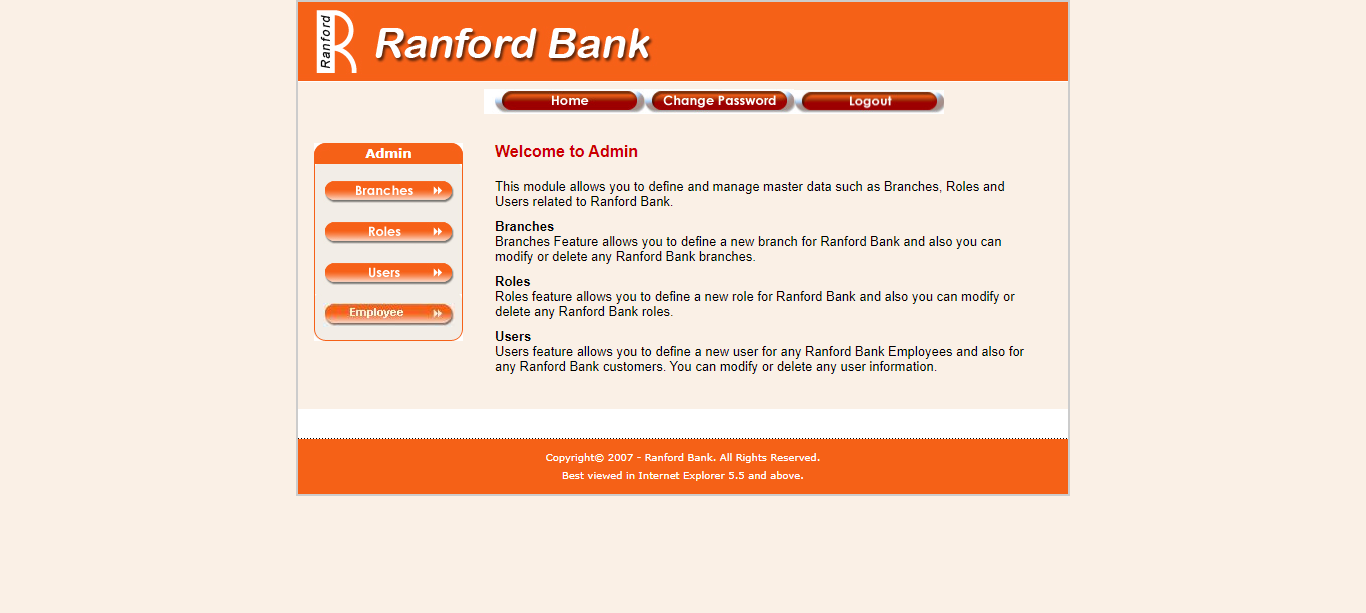 Ranford
Ranford Bank
Home Change Password Logout
Admin
Branches
Roles
Users
Employee
Welcome to Admin
This module allows you to define and manage master data such as Branches, Roles and
Users related to Ranford Bank.
Branches
Branches Feature allows you to define a new branch for Ranford Bank and also you can
modify or delete any Ranford Bank branches.
Roles
Roles feature allows you to define a new role for Ranford Bank and also you can modify or
delete any Ranford Bank roles.
Users
Users feature allows you to define a new user for any Ranford Bank Employees and also for
any Ranford Bank customers. You can modify or delete any user information.
Copyright© 2007 - Ranford Bank. All Rights Reserved.
Best viewed in Internet Explorer 5.5 and above.